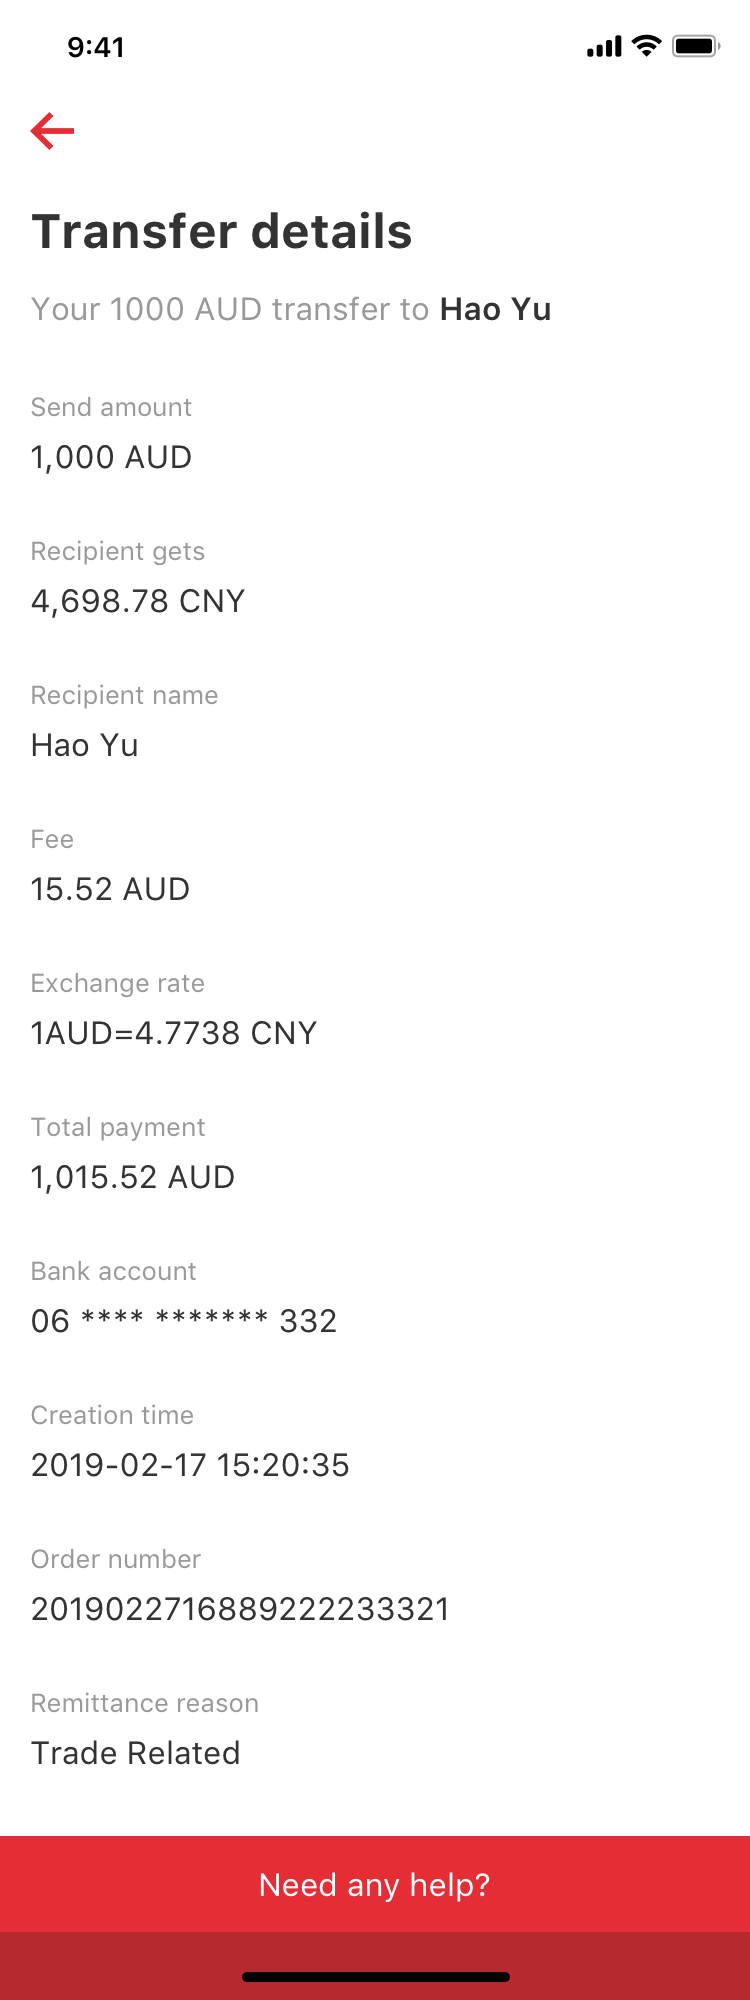 9:41
Transfer details
Your 1000 AUD transfer to Hao Yu
Send amount
1,000 AUD
Recipient gets
4,698.78 CNY
Recipient name
Hao Yu
Fee
15.52 AUD
Exchange rate
1AUD=4.7738 CNY
Total payment
1,015.52 AUD
Bank account
06 **** ******* 332
Creation time
2019-02-17 15:20:35
Order number
2019022716889222233321
Remittance reason
Trade Related
Need any help?